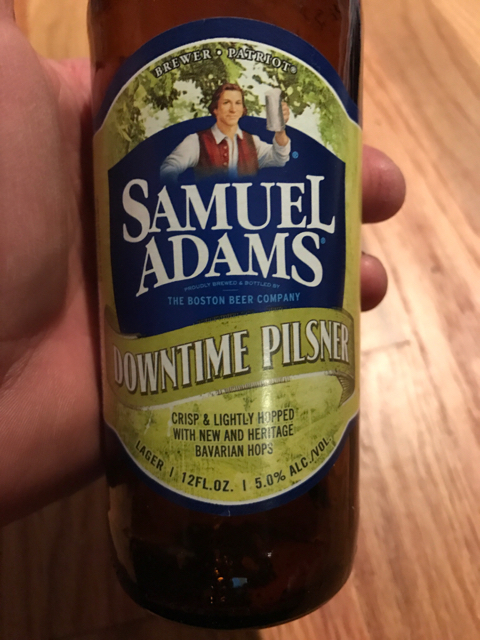 BREWER • PATRIOT®
®
SAMUEL
ADAMS®
PROUDLY BREWED & BOTTLED BY
THE BOSTON BEER COMPANY
DOWNTIME PILSNER
CRISP & LIGHTLY HOPPED
WITH NEW AND HERITAGE
BAVARIAN HOPS
LAGER | 12FL.OZ. | 5.0% ALC./VOL.